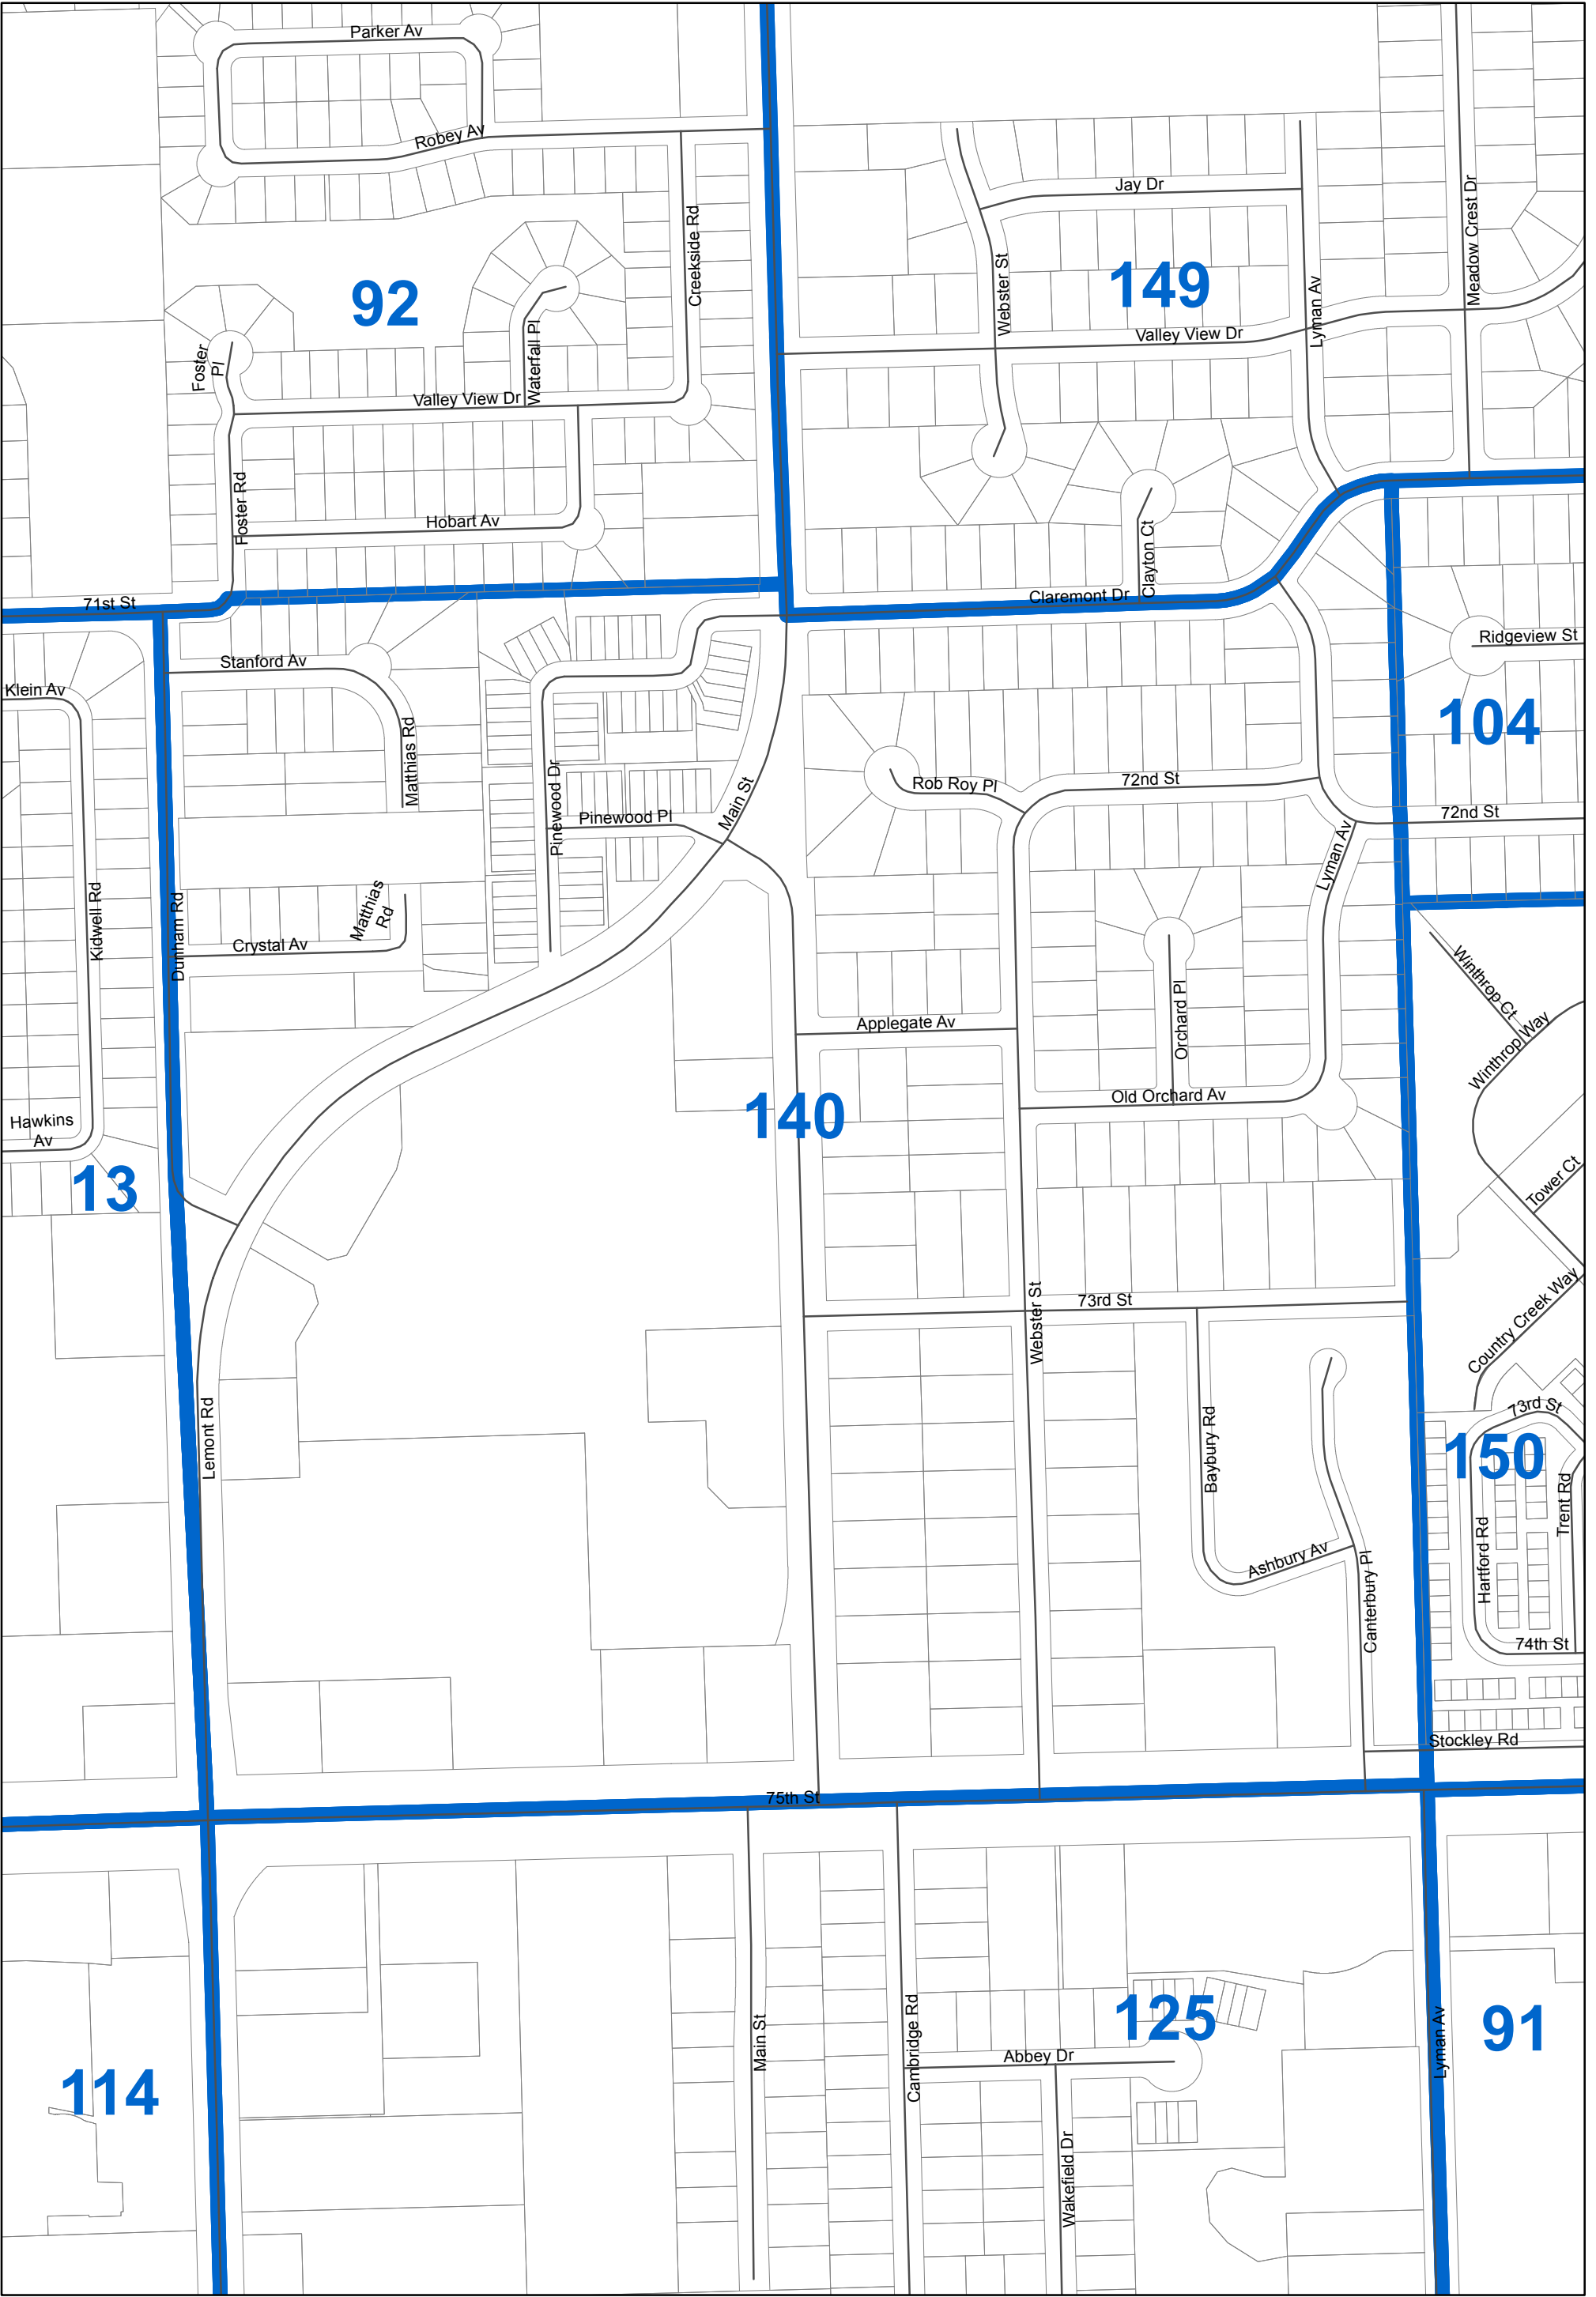 Parker Av
Robey Av
Jay Dr
Creekside Rd
Meadow Crest Dr
Webster St
92
149
Lyman Av
Valley View Dr
Waterfall Pl
Foster
Pl
Valley View Dr
Foster Rd
Hobart Av
Clayton Ct
71st St
Claremont Dr
Ridgeview St
Stanford Av
Klein Av
104
Matthias Rd
Pinewood Dr
Main St
Rob Roy Pl
72nd St
Pinewood Pl
72nd St
Lyman Av
Kidwell Rd
Dunham Rd
Matthias
Rd
Crystal Av
Winthrop Ct
Orchard Pl
Applegate Av
Winthrop Way
Old Orchard Av
140
Hawkins
Av
13
Tower Ct
Webster St
73rd St
Country Creek Way
Lemont Rd
Baybury Rd
73rd St
150
Trent Rd
Hartford Rd
Ashbury Av
Canterbury Pl
74th St
Stockley Rd
75th St
Main St
Cambridge Rd
125
Lyman Av
91
Abbey Dr
114
Wakefield Dr